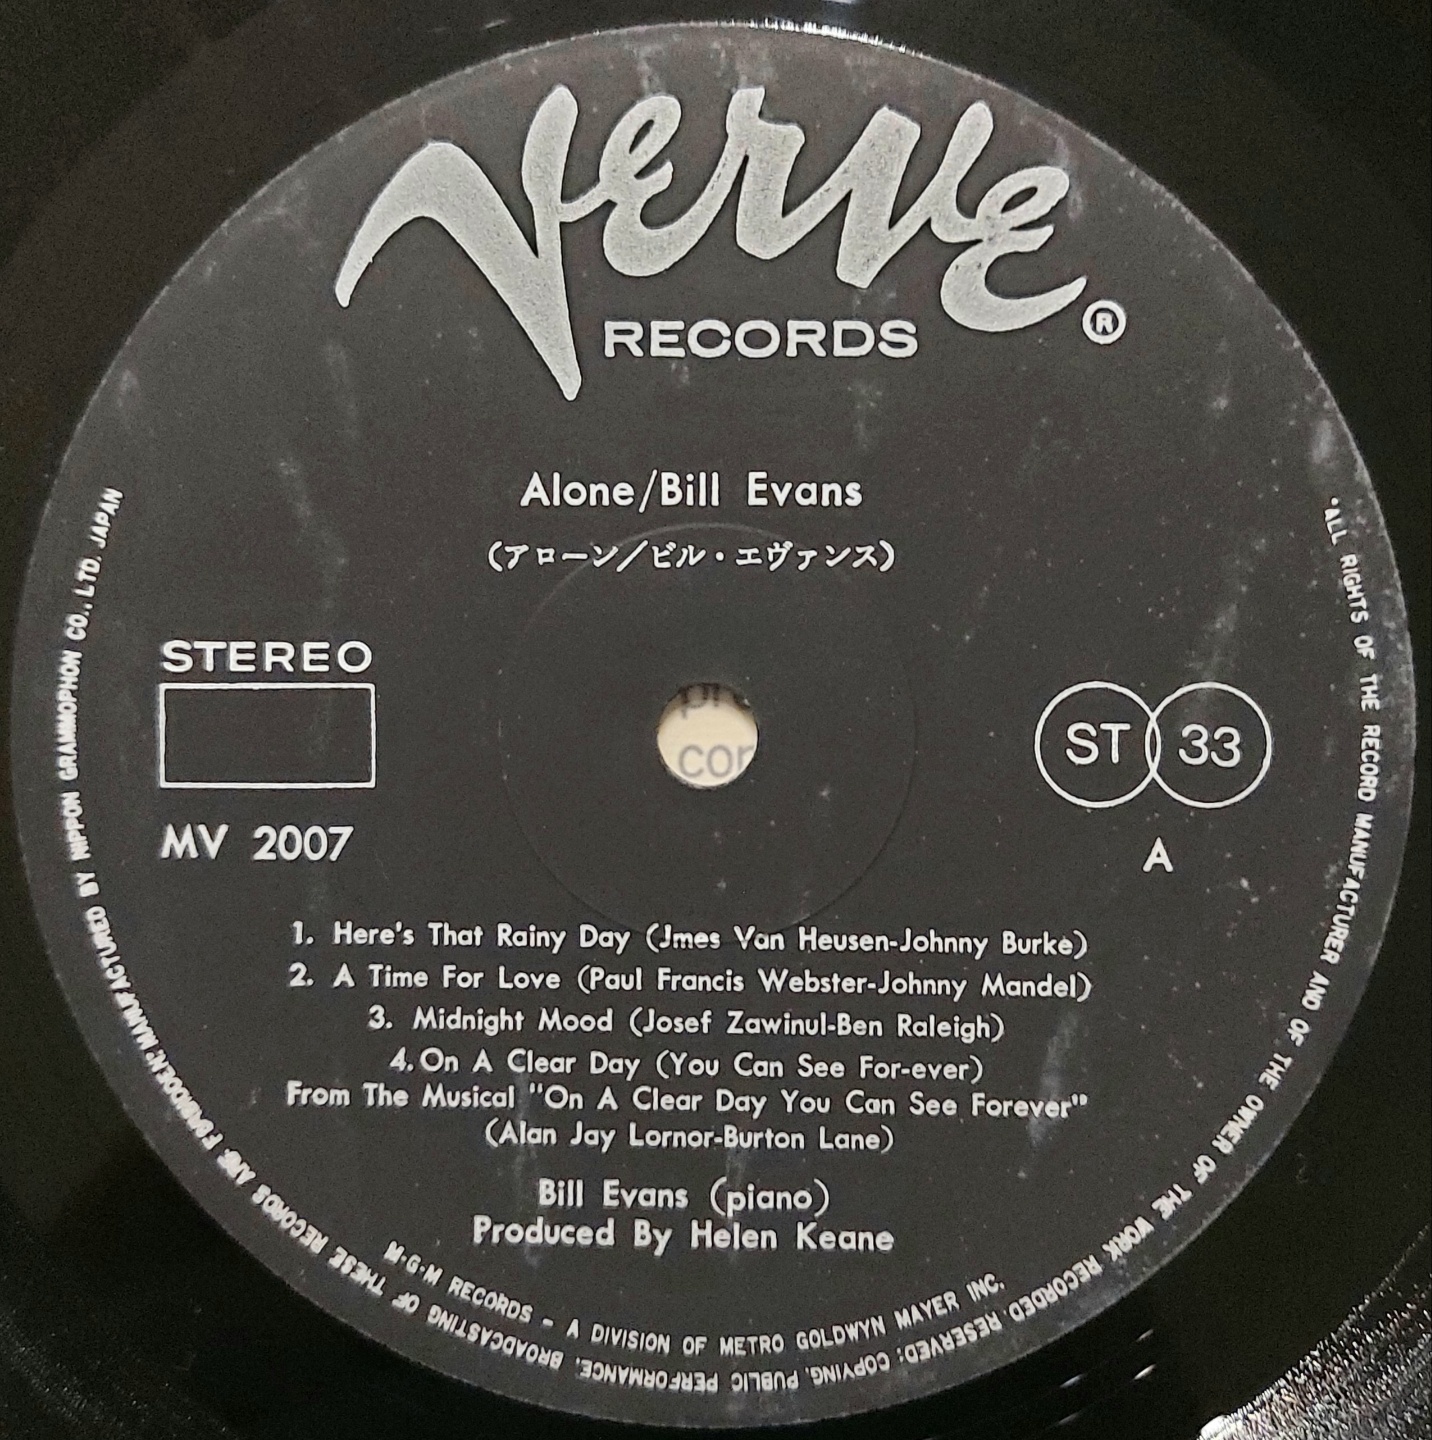 Verve
RECORDS
®
Alone/Bill Evans
(アローン/ビル・エヴァンス)
STEREO
MV 2007
ST 33
A
1. Here's That Rainy Day (Jmes Van Heusen-Johnny Burke)
2. A Time For Love (Paul Francis Webster-Johnny Mandel)
3. Midnight Mood (Josef Zawinul-Ben Raleigh)
4. On A Clear Day (You Can See For-ever)
From The Musical "On A Clear Day You Can See Forever"
(Alan Jay Lornor-Burton Lane)
Bill Evans (piano)
Produced By Helen Keane
M·G·M RECORDS - A DIVISION OF METRO GOLDWYN MAYER INC.
"ALL RIGHTS OF THE RECORD MANUFACTURER AND OF THE OWNER OF THE WORK RECORDED, RESERVED; COPYING, PUBLIC PERFORMANCE, BROADCASTING OF THESE RECORDS ARE FORBIDDEN" MANUFACTURED BY NIPPON GRAMMOPHON CO., LTD. JAPAN
cor